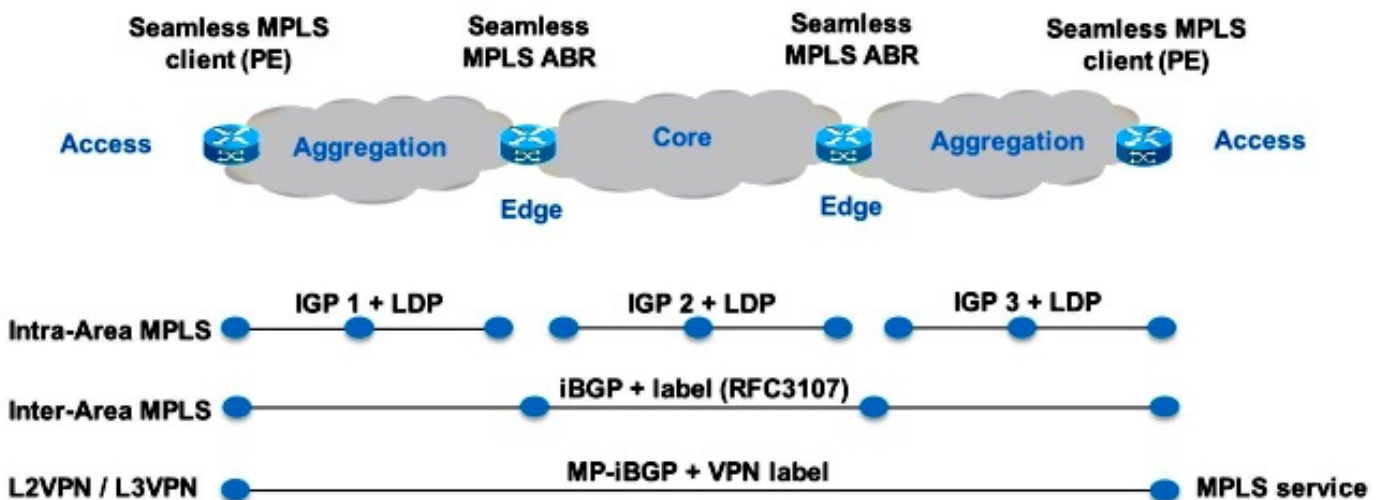 Seamless MPLS
client (PE)
Seamless
MPLS ABR
Seamless
MPLS ABR
Seamless MPLS
client (PE)
Access
Aggregation
Core
Aggregation
Access
Edge
Edge
IGP 1 + LDP
IGP 2 + LDP
IGP 3 + LDP
Intra-Area MPLS
iBGP + label (RFC3107)
Inter-Area MPLS
MP-iBGP + VPN label
L2VPN / L3VPN
MPLS service